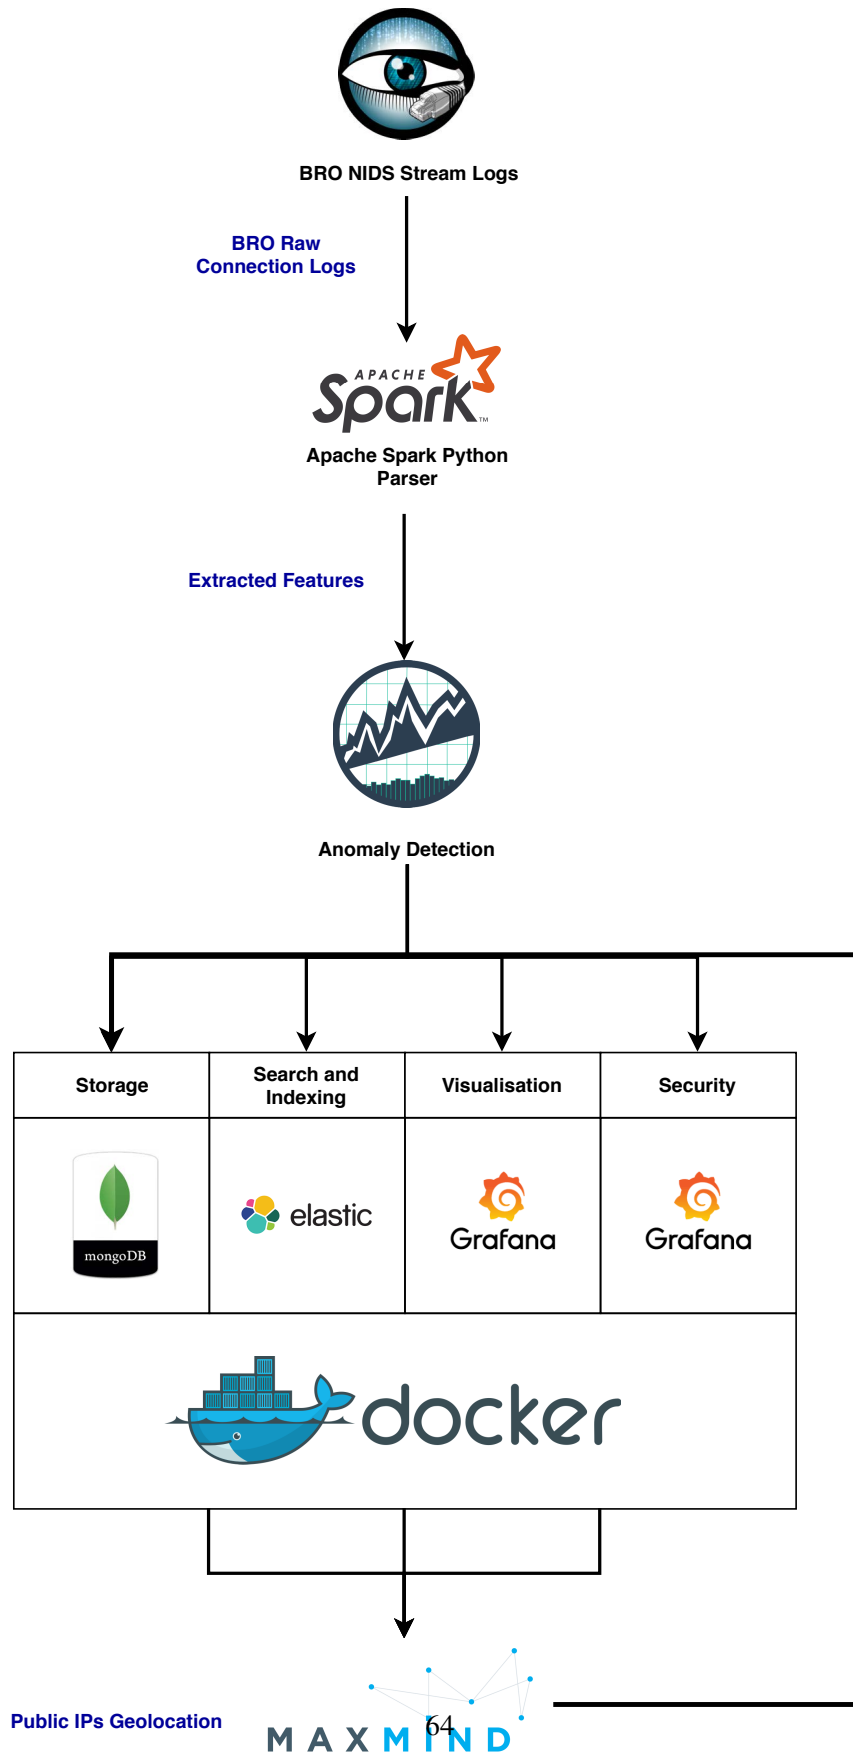 BRO NIDS Stream Logs
BRO Raw
Connection Logs
APACHE
Spark™
Apache Spark Python
Parser
Extracted Features
Anomaly Detection
Storage
Search and
Indexing
Visualisation
Security
mongoDB
elastic
Grafana
Grafana
docker
Public IPs Geolocation
MAXMIND
64